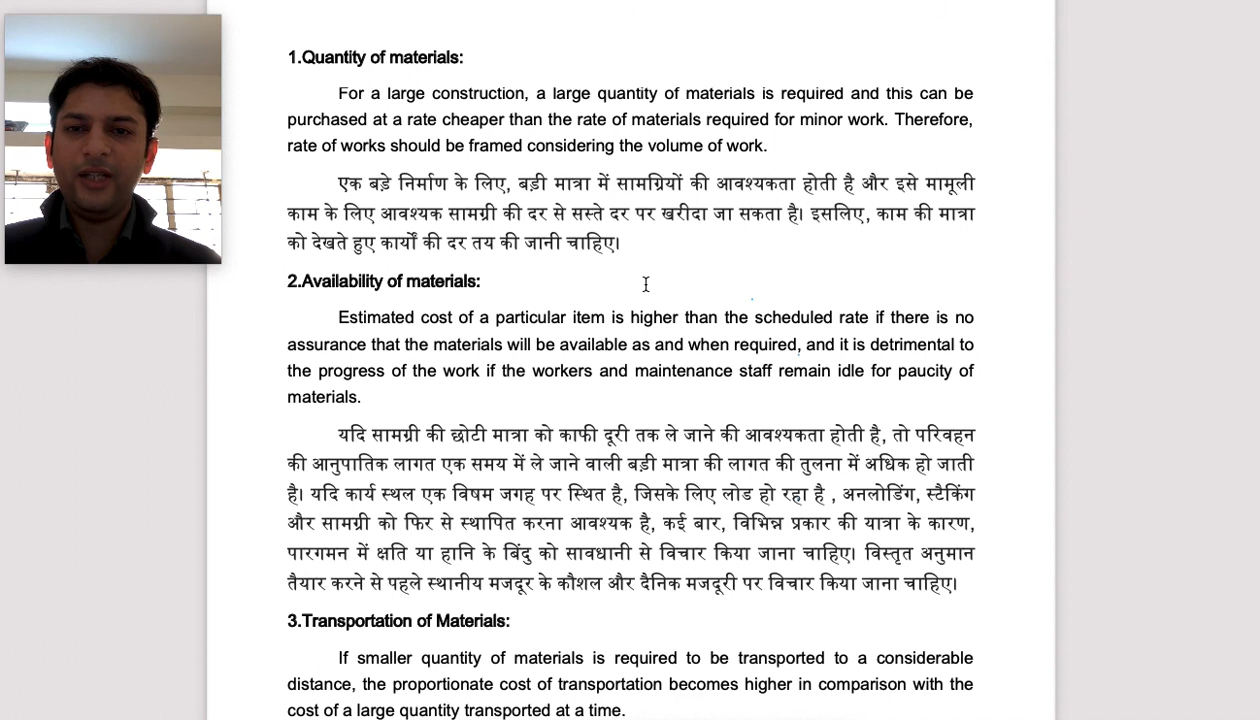 1.Quantity of materials:
For a large construction, a large quantity of materials is required and this can be
purchased at a rate cheaper than the rate of materials required for minor work. Therefore,
rate of works should be framed considering the volume of work.
एक बड़े निर्माण के लिए, बड़ी मात्रा में सामग्रियों की आवश्यकता होती है और इसे मामूली
काम के लिए आवश्यक सामग्री की दर से सस्ते दर पर खरीदा जा सकता है। इसलिए, काम की मात्रा
को देखते हुए कार्यों की दर तय की जानी चाहिए।
2.Availability of materials:
Estimated cost of a particular item is higher than the scheduled rate if there is no
assurance that the materials will be available as and when required, and it is detrimental to
the progress of the work if the workers and maintenance staff remain idle for paucity of
materials.
यदि सामग्री की छोटी मात्रा को काफी दूरी तक ले जाने की आवश्यकता होती है, तो परिवहन
की आनुपातिक लागत एक समय में ले जाने वाली बड़ी मात्रा की लागत की तुलना में अधिक हो जाती
है। यदि कार्य स्थल एक विषम जगह पर स्थित है, जिसके लिए लोड हो रहा है , अनलोडिंग, स्टैकिंग
और सामग्री को फिर से स्थापित करना आवश्यक है, कई बार, विभिन्न प्रकार की यात्रा के कारण,
पारगमन में क्षति या हानि के बिंदु को सावधानी से विचार किया जाना चाहिए। विस्तृत अनुमान
तैयार करने से पहले स्थानीय मजदूर के कौशल और दैनिक मजदूरी पर विचार किया जाना चाहिए।
3.Transportation of Materials:
If smaller quantity of materials is required to be transported to a considerable
distance, the proportionate cost of transportation becomes higher in comparison with the
cost of a large quantity transported at a time.